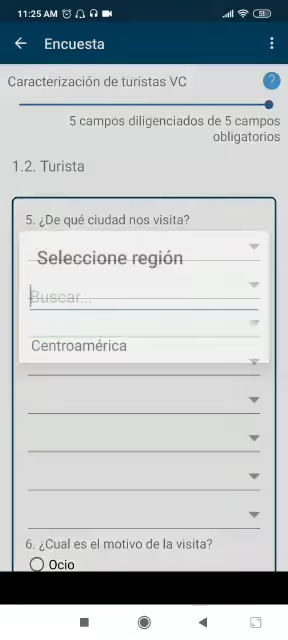 11:25 AM
51
Encuesta
Caracterización de turistas VC
?
5 campos diligenciados de 5 campos
obligatorios
1.2. Turista
5. ¿De qué ciudad nos visita?
Seleccione región
Buscar...
Centroamérica
6. ¿Cual es el motivo de la visita?
Ocio